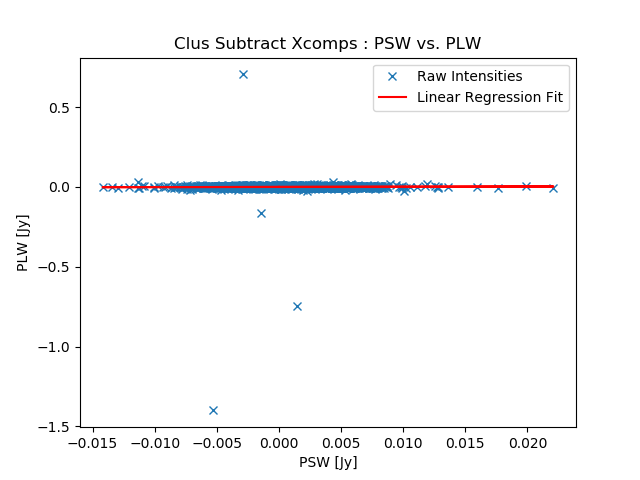 Clus Subtract Xcomps : PSW vs. PLW
Raw Intensities
Linear Regression Fit
0.5
0.0
−0.5
−1.0
−1.5
PLW [Jy]
−0.015
−0.010
−0.005
0.000
0.005
0.010
0.015
0.020
PSW [Jy]